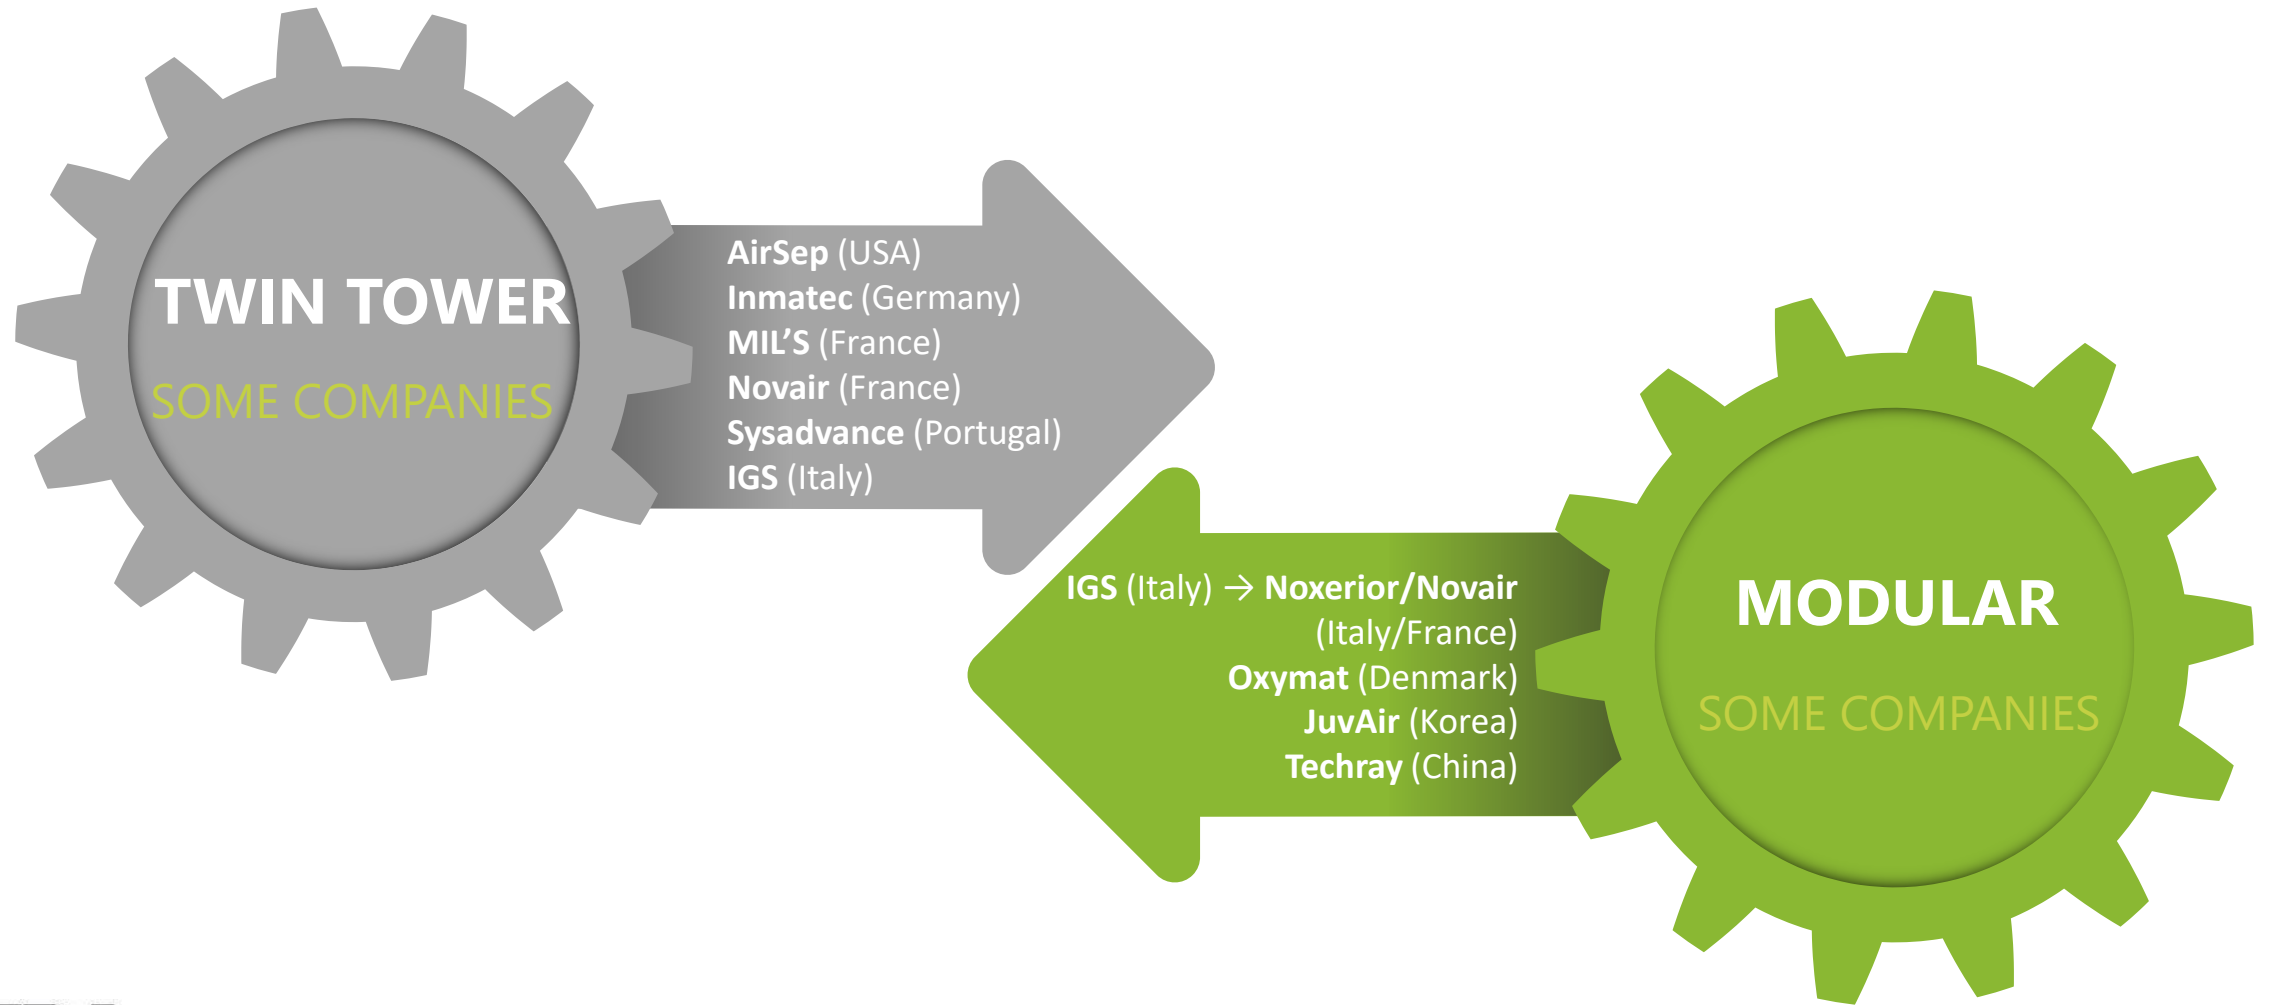 TWIN TOWER
SOME COMPANIES
AirSep (USA)
Inmatec (Germany)
MIL’S (France)
Novair (France)
Sysadvance (Portugal)
IGS (Italy)
IGS (Italy) → Noxerior/Novair
(Italy/France)
Oxymat (Denmark)
JuvAir (Korea)
Techray (China)
MODULAR
SOME COMPANIES